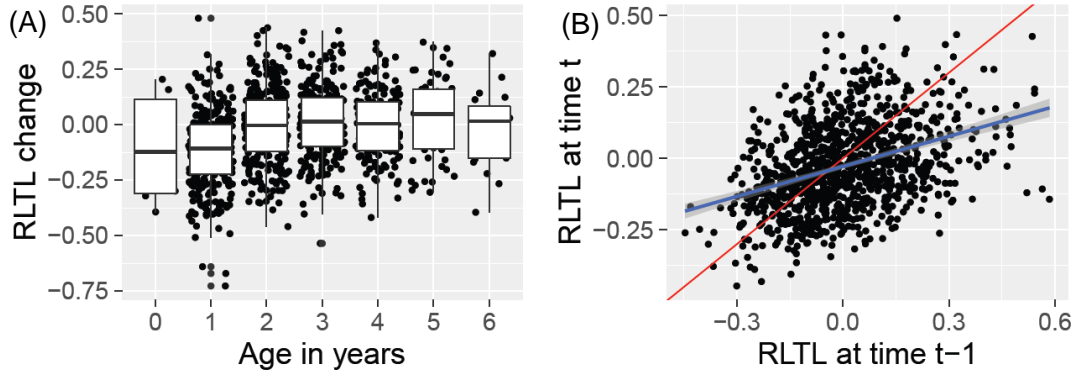 (A)
RLTL change
0.50
0.25
0.00
−0.25
−0.50
−0.75
0 1 2 3 4 5 6
Age in years
(B)
RLTL at time t
0.50
0.25
0.00
−0.25
−0.3 0.0 0.3 0.6
RLTL at time t−1